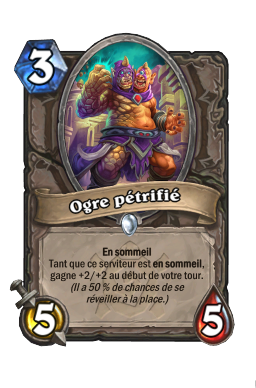 3
Ogre pétrifié
En sommeil
Tant que ce serviteur est en sommeil,
gagne +2/+2 au début de votre tour.
(Il a 50 % de chances de se
réveiller à la place.)
5
5